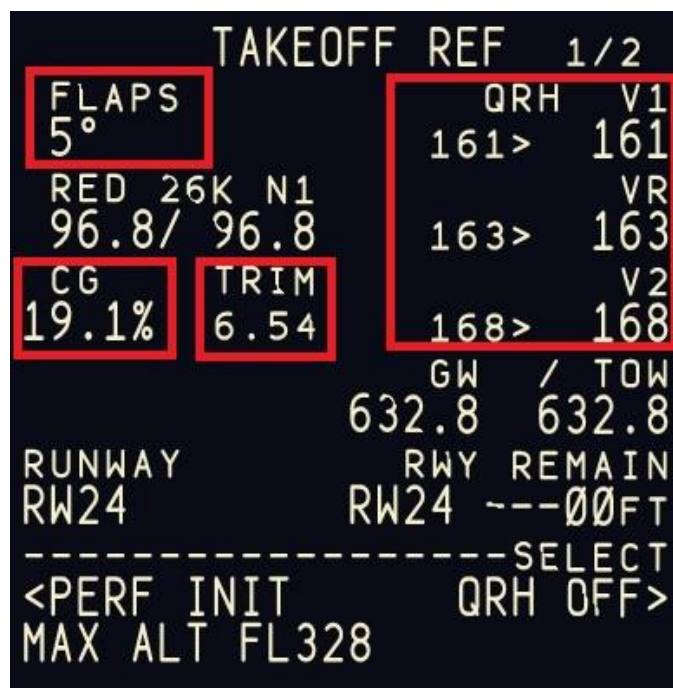 TAKEOFF REF 1/2
FLAPS QRH V1
5° 161> 161
RED 26K N1 VR
96.8/ 96.8 163> 163
CG TRIM V2
19.1% 6.54 168> 168
GW / TOW
632.8 632.8
RUNWAY RWY REMAIN
RW24 RW24 ---00FT
------------------SELECT
<PERF INIT QRH OFF>
MAX ALT FL328